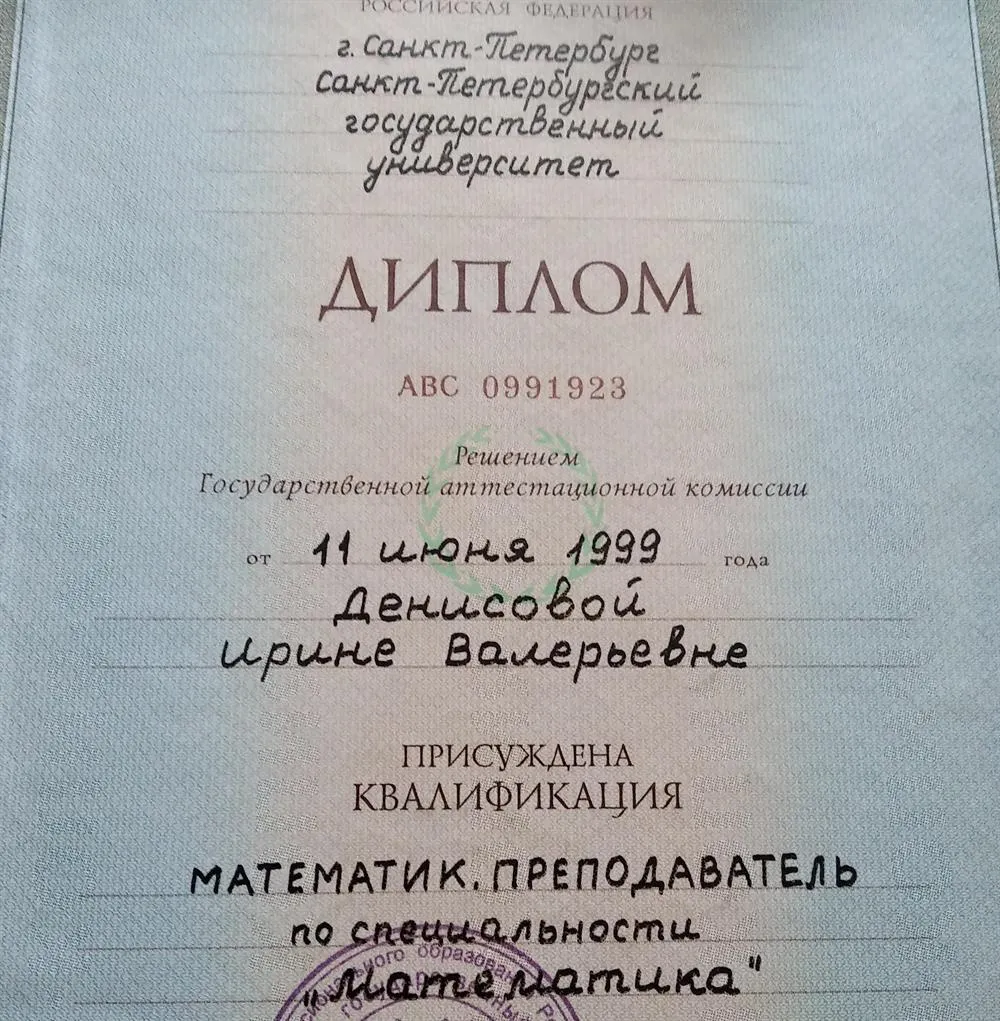 РОССИЙСКАЯ ФЕДЕРАЦИЯ
г. Санкт-Петербург
Санкт-Петербургский
государственный
университет
ДИПЛОМ
АВС 0991923
Решением
Государственной аттестационной комиссии
от 11 июня 1999 года
Денисовой
Ирине Валерьевне
ПРИСУЖДЕНА
КВАЛИФИКАЦИЯ
МАТЕМАТИК. ПРЕПОДАВАТЕЛЬ
по специальности
"Математика"